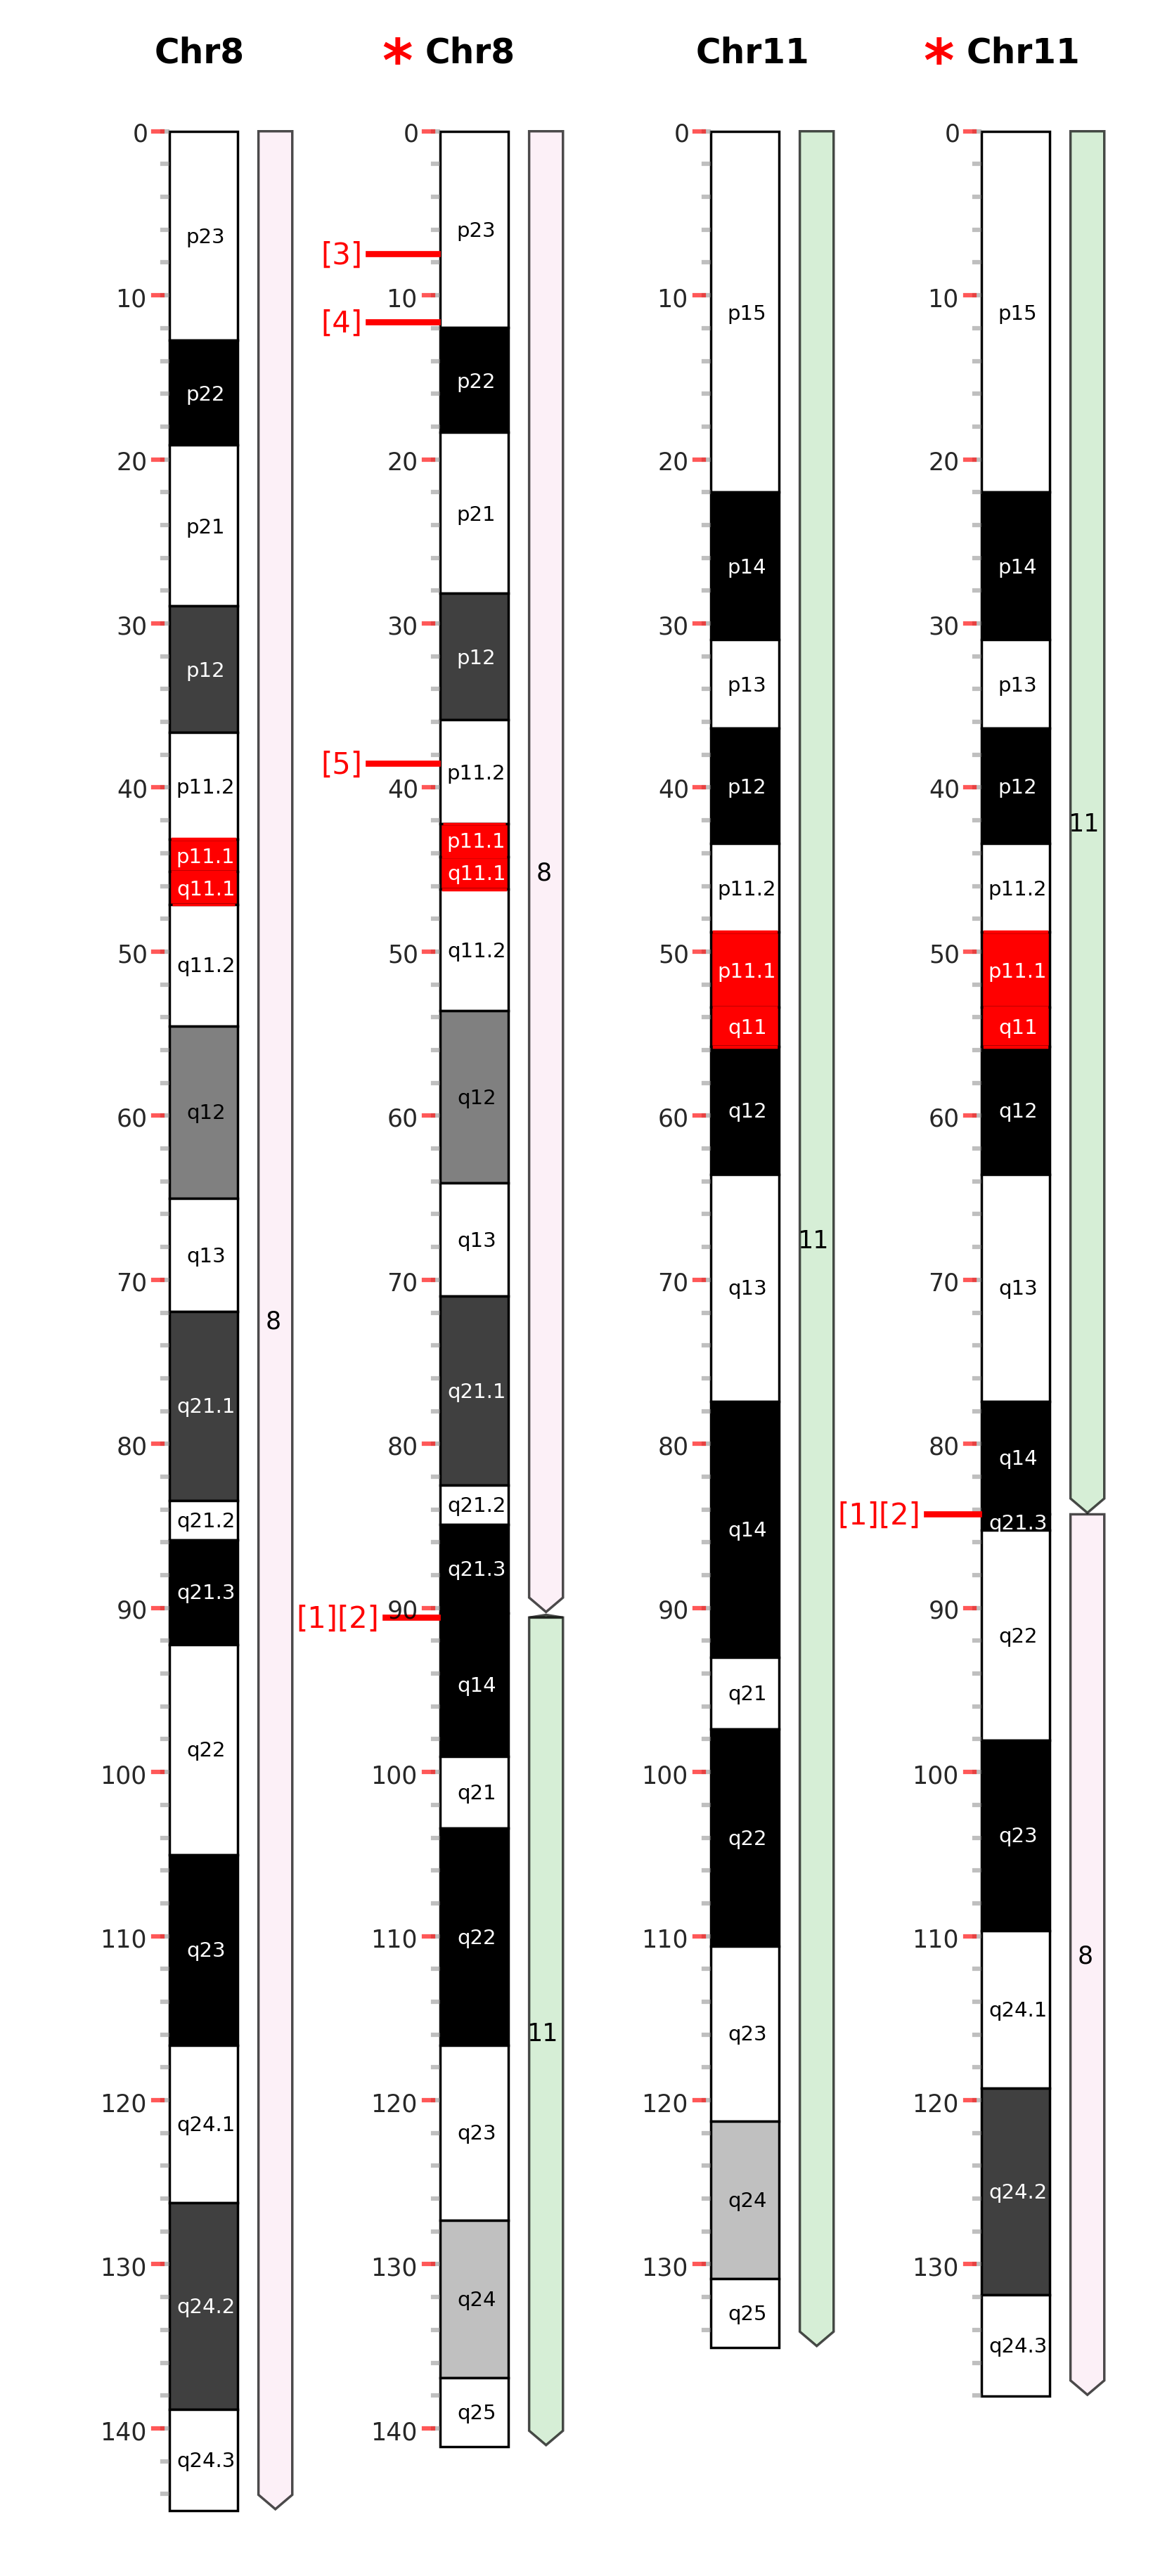 Chr8
* Chr8
Chr11
* Chr11
0
10
20
30
40
50
60
70
80
90
100
110
120
130
140
p23
p22
p21
p12
p11.2
p11.1
q11.1
q11.2
q12
q13
q21.1
q21.2
q21.3
q22
q23
q24.1
q24.2
q24.3
8
0
10
20
30
40
50
60
70
80
90
100
110
120
130
140
[3]
[4]
[5]
[1][2]
p23
p22
p21
p12
p11.2
p11.1
q11.1
q11.2
q12
q13
q21.1
q21.2
q21.3
q14
q21
q22
q23
q24
q25
8
11
0
10
20
30
40
50
60
70
80
90
100
110
120
130
p15
p14
p13
p12
p11.2
p11.1
q11
q12
q13
q14
q21
q22
q23
q24
q25
11
0
10
20
30
40
50
60
70
80
90
100
110
120
130
[1][2]
p15
p14
p13
p12
p11.2
p11.1
q11
q12
q13
q14
q21.3
q22
q23
q24.1
q24.2
q24.3
11
8